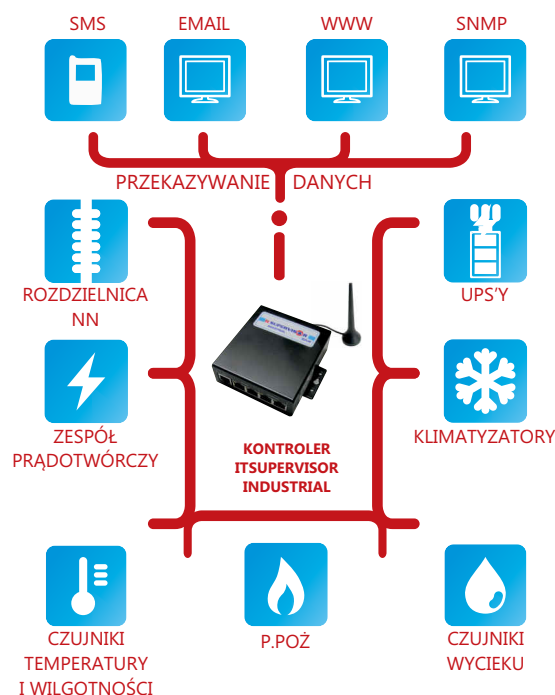 SMS EMAIL WWW SNMP
PRZEKAZYWANIE DANYCH
ROZDZIELNICA
NN
UPS'Y
ZESPÓŁ
PRĄDOTWÓRCZY
KLIMATYZATORY
KONTROLER
ITSUPERVISOR
INDUSTRIAL
CZUJNIKI
TEMPERATURY
I WILGOTNOŚCI
P.POŻ
CZUJNIKI
WYCIEKU